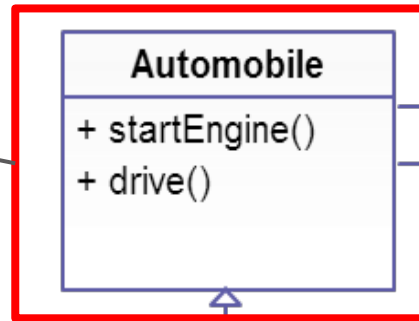 Automobile
+ startEngine()
+ drive()